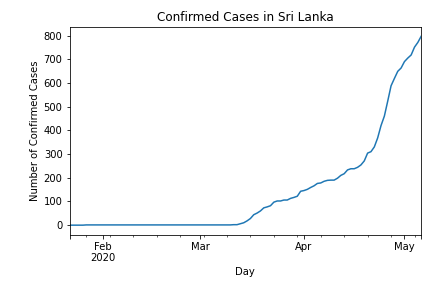 Confirmed Cases in Sri Lanka
800
700
600
500
400
300
200
100
0
Number of Confirmed Cases
Feb
2020
Mar
Apr
May
Day